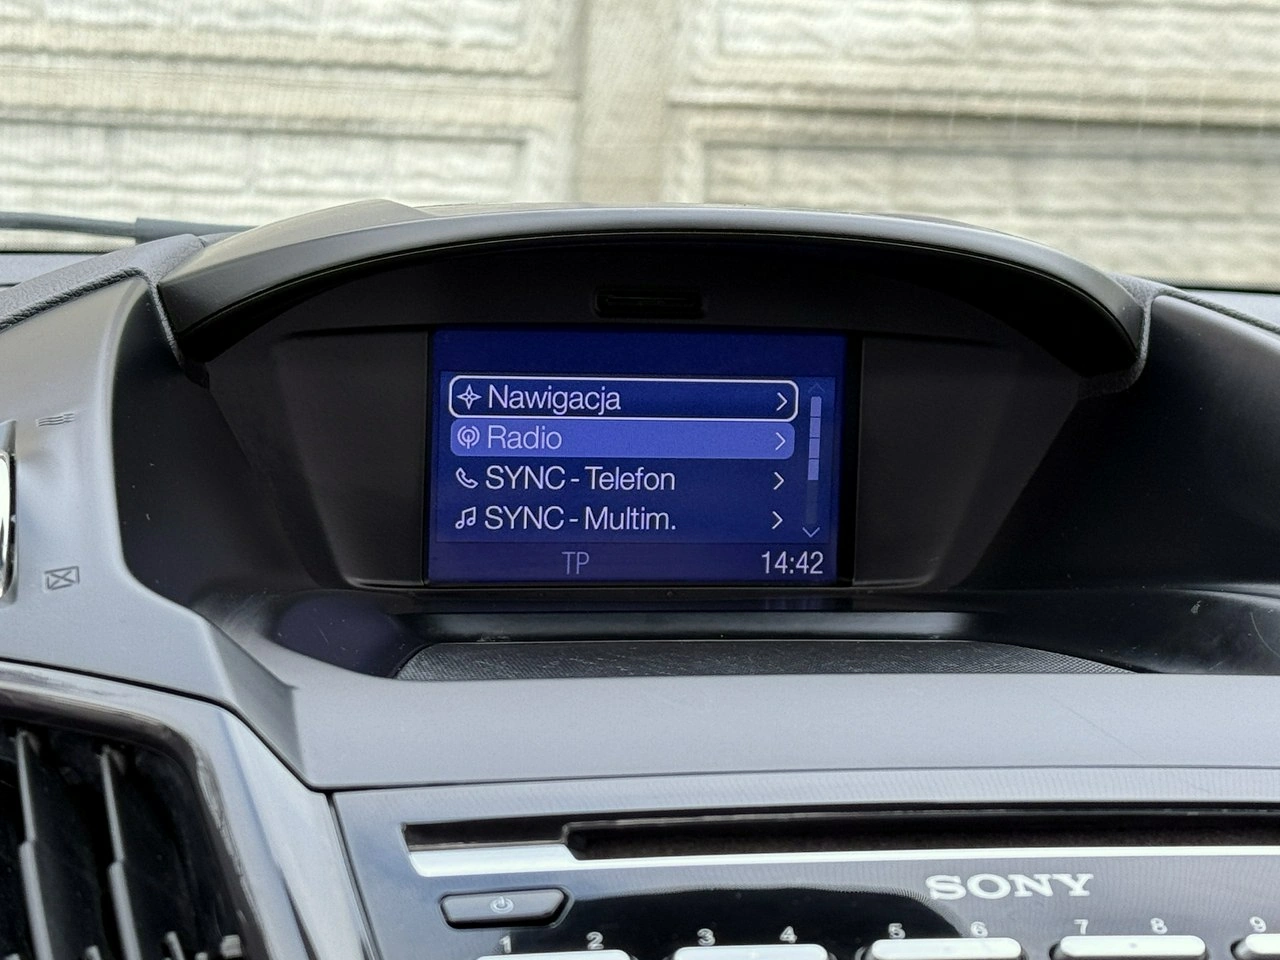 Nawigacja
Radio
SYNC - Telefon
SYNC - Multim.
TP 14:42
SONY
1 2 3 4 5 6 7 8 9